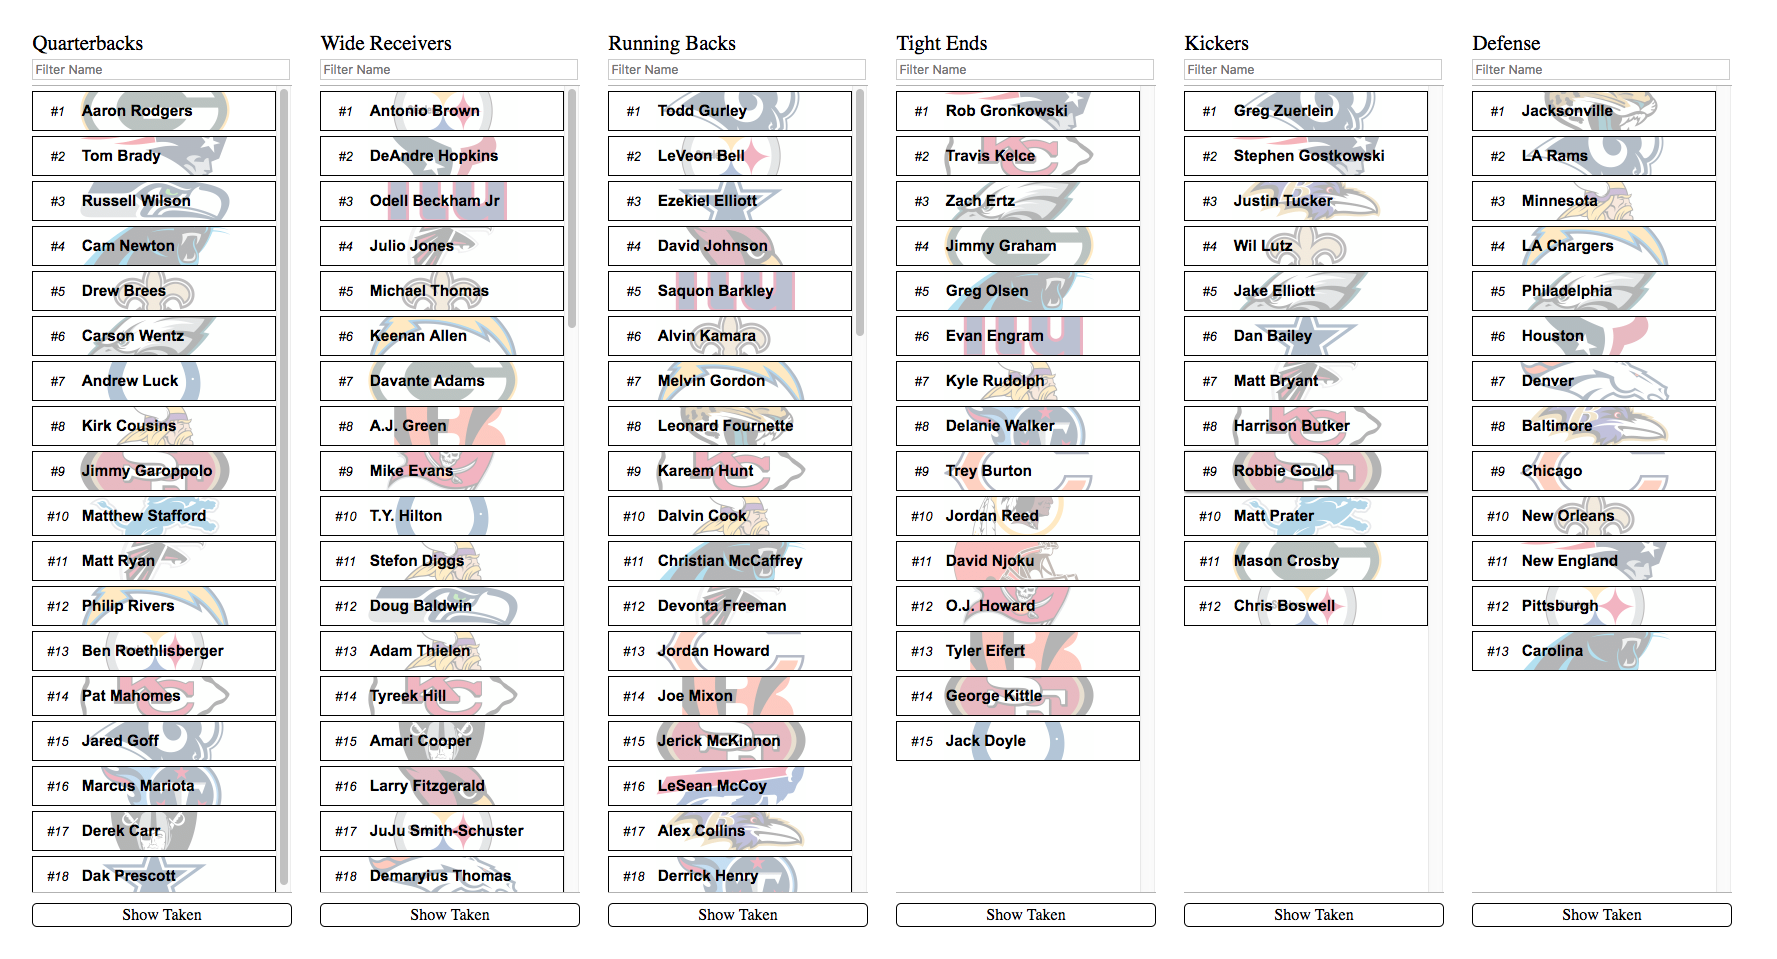 Quarterbacks
Filter Name
#1 Aaron Rodgers
#2 Tom Brady
#3 Russell Wilson
#4 Cam Newton
#5 Drew Brees
#6 Carson Wentz
#7 Andrew Luck
#8 Kirk Cousins
#9 Jimmy Garoppolo
#10 Matthew Stafford
#11 Matt Ryan
#12 Philip Rivers
#13 Ben Roethlisberger
#14 Pat Mahomes
#15 Jared Goff
#16 Marcus Mariota
#17 Derek Carr
#18 Dak Prescott
Show Taken
Wide Receivers
Filter Name
#1 Antonio Brown
#2 DeAndre Hopkins
#3 Odell Beckham Jr
#4 Julio Jones
#5 Michael Thomas
#6 Keenan Allen
#7 Davante Adams
#8 A.J. Green
#9 Mike Evans
#10 T.Y. Hilton
#11 Stefon Diggs
#12 Doug Baldwin
#13 Adam Thielen
#14 Tyreek Hill
#15 Amari Cooper
#16 Larry Fitzgerald
#17 JuJu Smith-Schuster
#18 Demaryius Thomas
Show Taken
Running Backs
Filter Name
#1 Todd Gurley
#2 LeVeon Bell
#3 Ezekiel Elliott
#4 David Johnson
#5 Saquon Barkley
#6 Alvin Kamara
#7 Melvin Gordon
#8 Leonard Fournette
#9 Kareem Hunt
#10 Dalvin Cook
#11 Christian McCaffrey
#12 Devonta Freeman
#13 Jordan Howard
#14 Joe Mixon
#15 Jerick McKinnon
#16 LeSean McCoy
#17 Alex Collins
#18 Derrick Henry
Show Taken
Tight Ends
Filter Name
#1 Rob Gronkowski
#2 Travis Kelce
#3 Zach Ertz
#4 Jimmy Graham
#5 Greg Olsen
#6 Evan Engram
#7 Kyle Rudolph
#8 Delanie Walker
#9 Trey Burton
#10 Jordan Reed
#11 David Njoku
#12 O.J. Howard
#13 Tyler Eifert
#14 George Kittle
#15 Jack Doyle
Show Taken
Kickers
Filter Name
#1 Greg Zuerlein
#2 Stephen Gostkowski
#3 Justin Tucker
#4 Wil Lutz
#5 Jake Elliott
#6 Dan Bailey
#7 Matt Bryant
#8 Harrison Butker
#9 Robbie Gould
#10 Matt Prater
#11 Mason Crosby
#12 Chris Boswell
Show Taken
Defense
Filter Name
#1 Jacksonville
#2 LA Rams
#3 Minnesota
#4 LA Chargers
#5 Philadelphia
#6 Houston
#7 Denver
#8 Baltimore
#9 Chicago
#10 New Orleans
#11 New England
#12 Pittsburgh
#13 Carolina
Show Taken